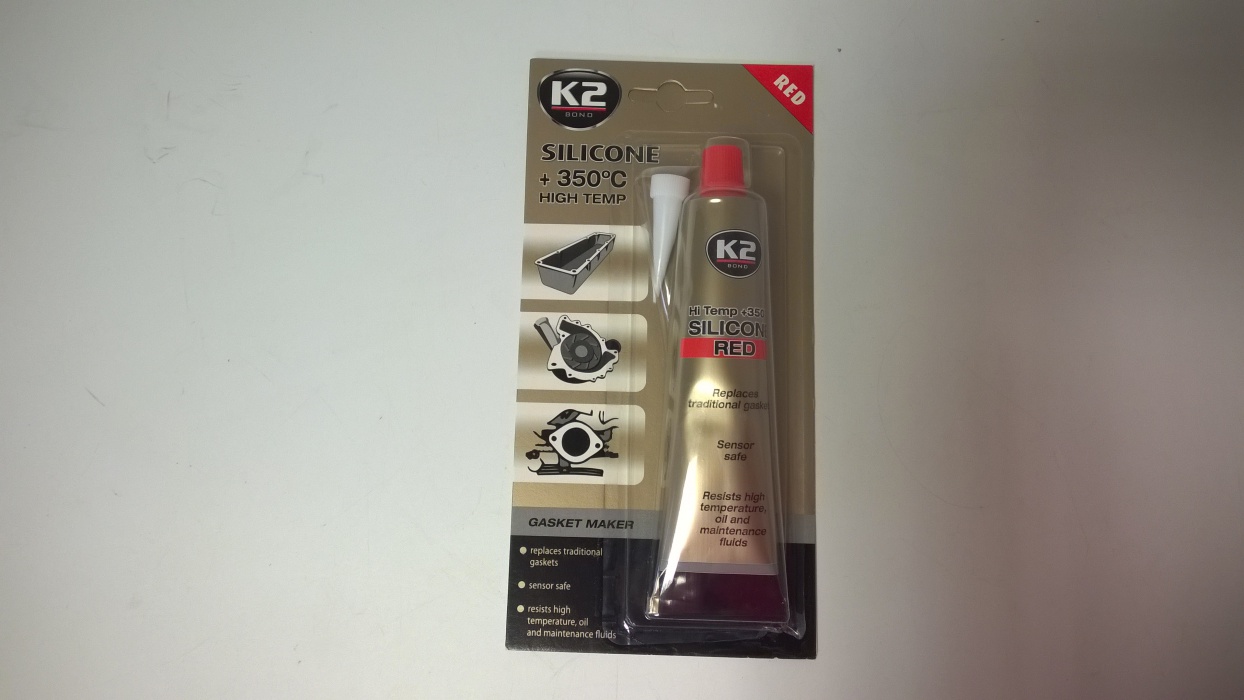 K2
BOND
RED
SILICONE
+ 350°C
HIGH TEMP
GASKET MAKER
replaces traditional
gaskets
sensor safe
resists high
temperature, oil
and maintenance fluids
K2
BOND
Hi Temp +350
SILICON
RED
Replaces
traditional gaske
Sensor
safe
Resists high
temperature,
oil and
maintenance
fluids